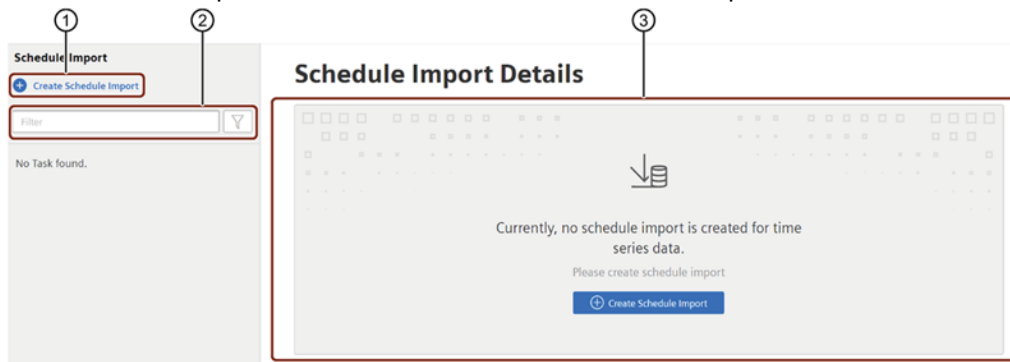 1 2 3
Schedule Import
Create Schedule Import
Filter
No Task found.
Schedule Import Details
Currently, no schedule import is created for time
series data.
Please create schedule import
Create Schedule Import